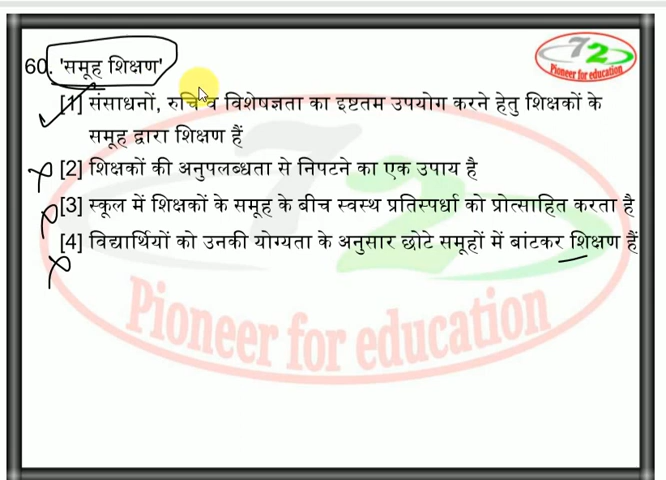 72
Pioneer for education
60. 'समूह शिक्षण'
[1] संसाधनों, रुचि व विशेषज्ञता का इष्टतम उपयोग करने हेतु शिक्षकों के
समूह द्वारा शिक्षण हैं
[2] शिक्षकों की अनुपलब्धता से निपटने का एक उपाय है
[3] स्कूल में शिक्षकों के समूह के बीच स्वस्थ प्रतिस्पर्धा को प्रोत्साहित करता है
[4] विद्यार्थियों को उनकी योग्यता के अनुसार छोटे समूहों में बांटकर शिक्षण हैं
72
Pioneer for education